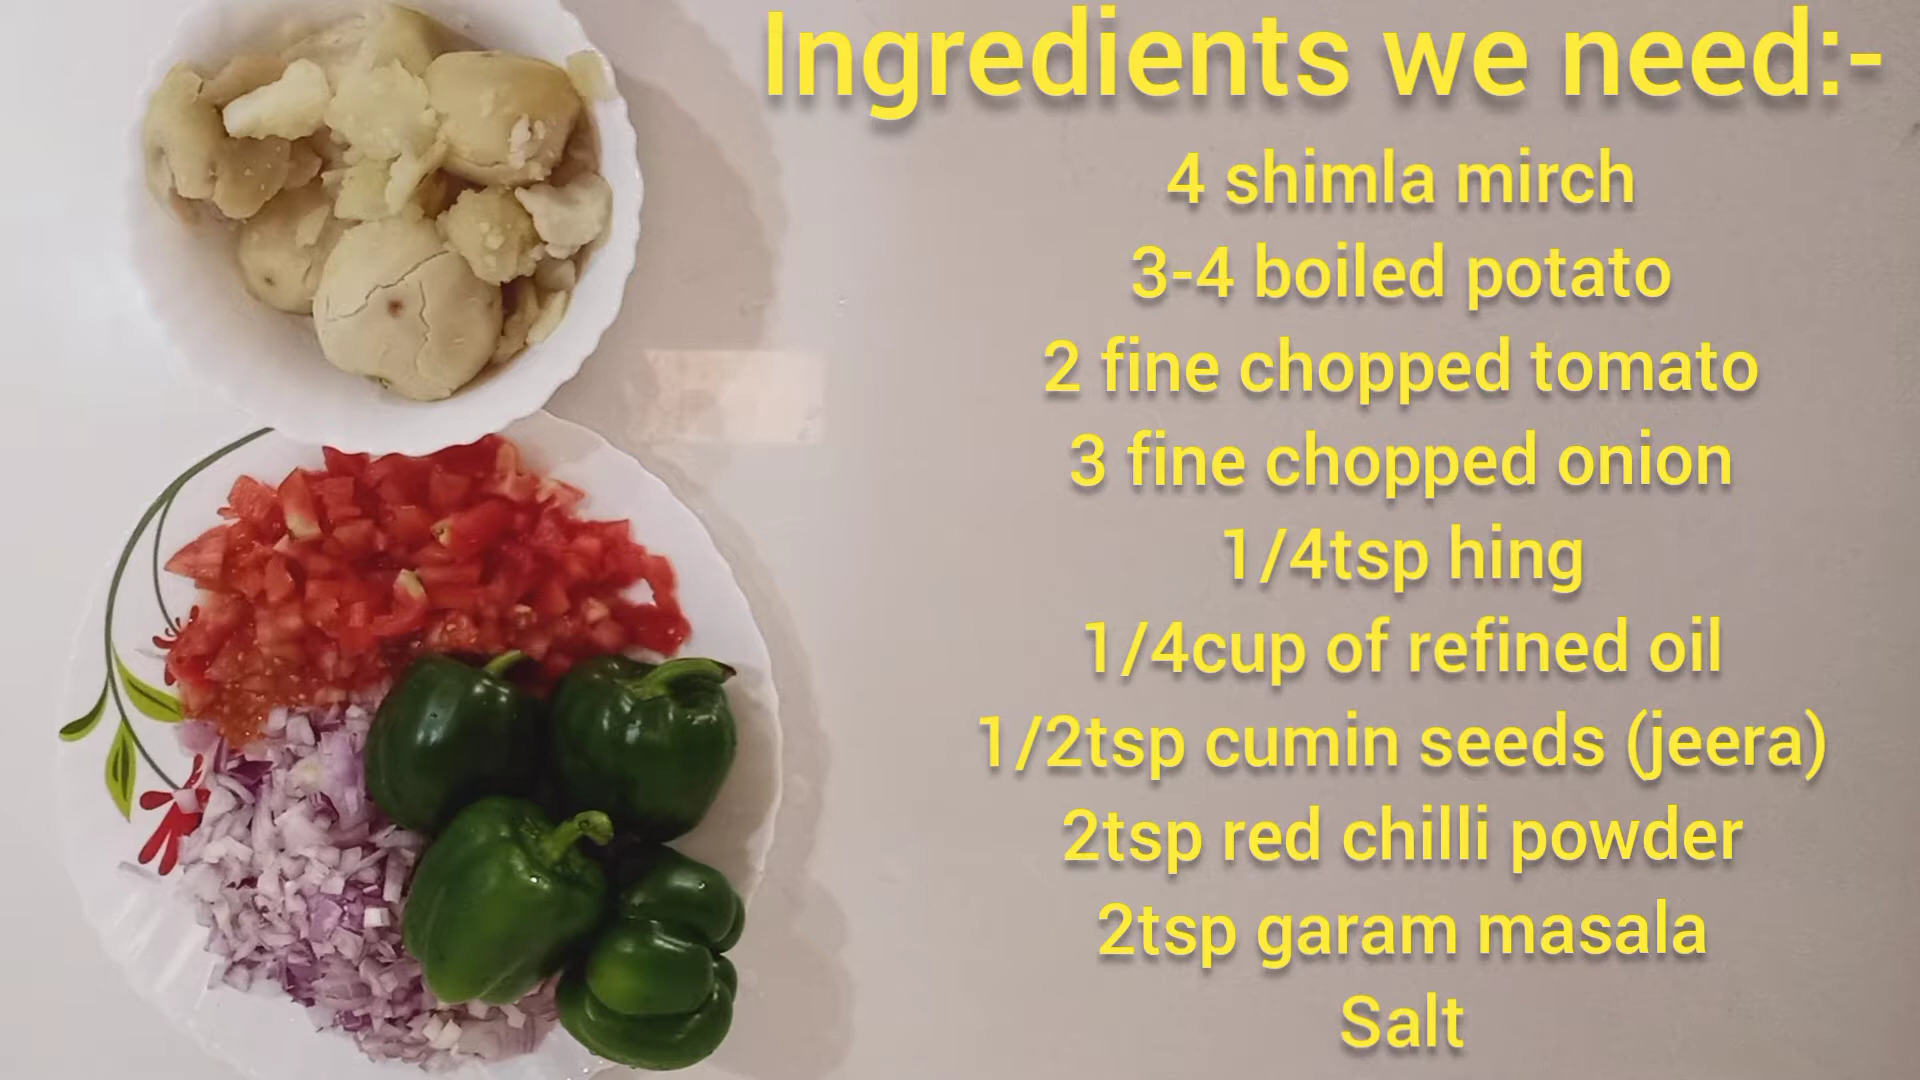 Ingredients we need:-
4 shimla mirch
3-4 boiled potato
2 fine chopped tomato
3 fine chopped onion
1/4tsp hing
1/4cup of refined oil
1/2tsp cumin seeds (jeera)
2tsp red chilli powder
2tsp garam masala
Salt